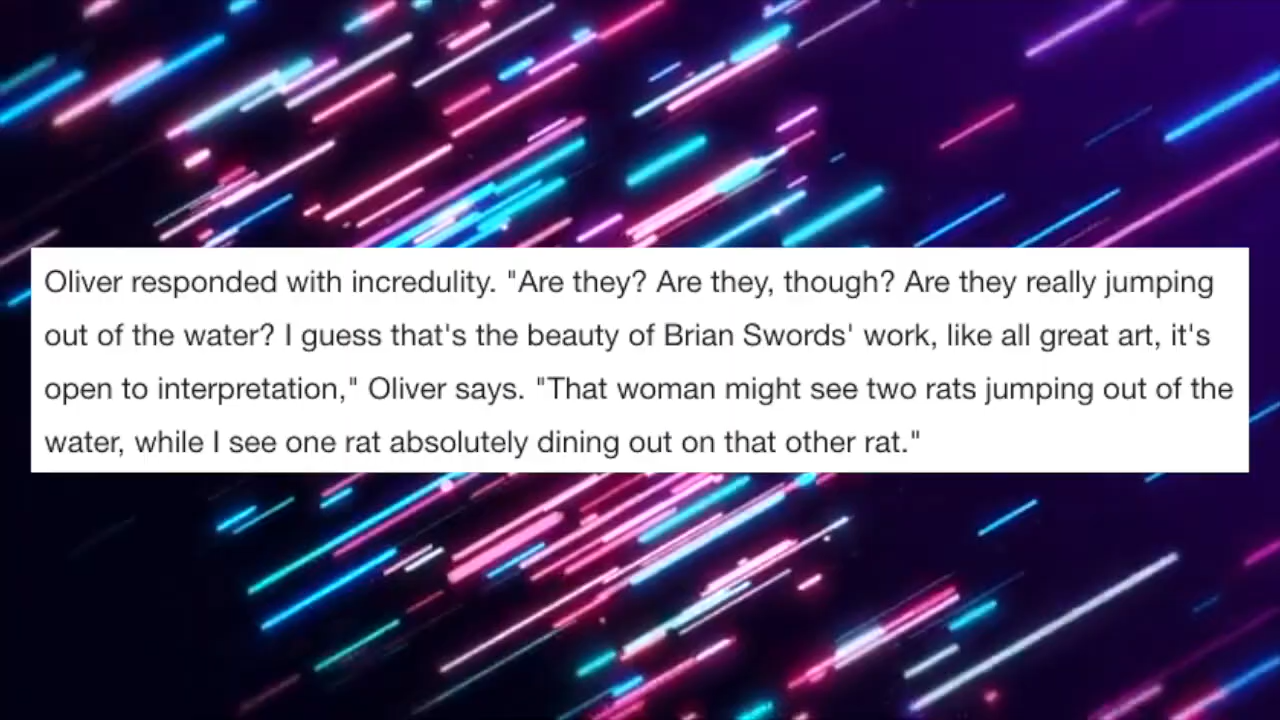 Oliver responded with incredulity. "Are they? Are they, though? Are they really jumping
out of the water? I guess that's the beauty of Brian Swords' work, like all great art, it's
open to interpretation," Oliver says. "That woman might see two rats jumping out of the
water, while I see one rat absolutely dining out on that other rat."